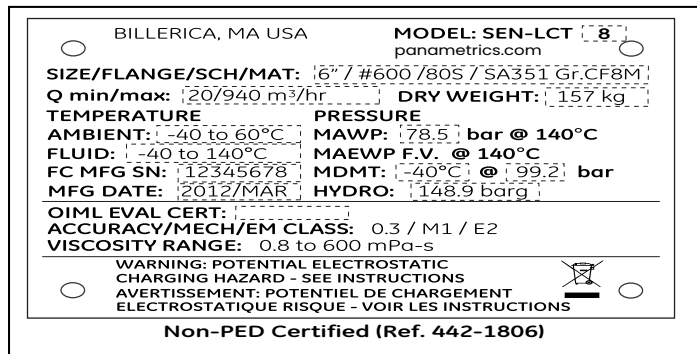 BILLERICA, MA USA MODEL: SEN-LCT 8
panametrics.com
SIZE/FLANGE/SCH/MAT: 6” / #600 /80S / SA351 Gr.CF8M
Q min/max: 20/940 m³/hr DRY WEIGHT: 157 kg
TEMPERATURE PRESSURE
AMBIENT: -40 to 60°C MAWP: 78.5 bar @ 140°C
FLUID: -40 to 140°C MAEWP F.V. @ 140°C
FC MFG SN: 12345678 MDMT: -40°C @ 99.2 bar
MFG DATE: 2012/MAR HYDRO: 148.9 barg
OIML EVAL CERT:
ACCURACY/MECH/EM CLASS: 0.3 / M1 / E2
VISCOSITY RANGE: 0.8 to 600 mPa-s
WARNING: POTENTIAL ELECTROSTATIC
CHARGING HAZARD - SEE INSTRUCTIONS
AVERTISSEMENT: POTENTIEL DE CHARGEMENT
ELECTROSTATIQUE RISQUE - VOIR LES INSTRUCTIONS
Non-PED Certified (Ref. 442-1806)